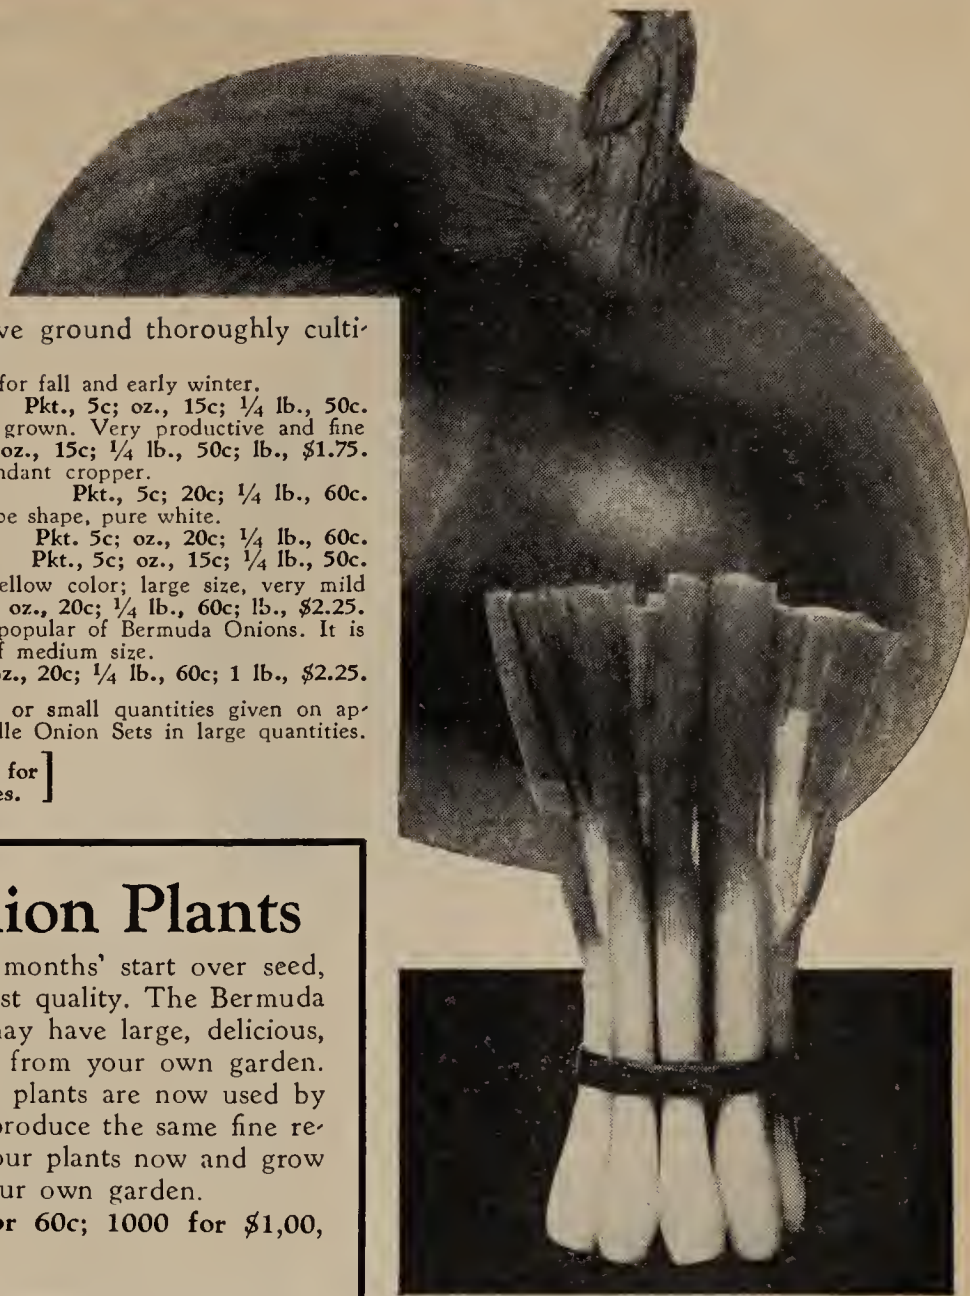 ve ground thoroughly culti-
for fall and early winter.
Pkt., 5c; oz., 15c; ¼ lb., 50c.
grown. Very productive and fine
oz., 15c; ¼ lb., 50c; lb., $1.75.
ndant cropper.
Pkt., 5c; 20c; ¼ lb., 60c.
be shape, pure white.
Pkt. 5c; oz., 20c; ¼ lb., 60c.
Pkt., 5c; oz., 15c; ¼ lb., 50c.
ellow color; large size, very mild
oz., 20c; ¼ lb., 60c; lb., $2.25.
popular of Bermuda Onions. It is
f medium size.
z., 20c; ¼ lb., 60c; 1 lb., $2.25.
or small quantities given on ap-
lle Onion Sets in large quantities.
for]
es.
ion Plants
months' start over seed,
st quality. The Bermuda
may have large, delicious,
from your own garden.
plants are now used by
produce the same fine re-
our plants now and grow
ur own garden.
or 60c; 1000 for $1,00,